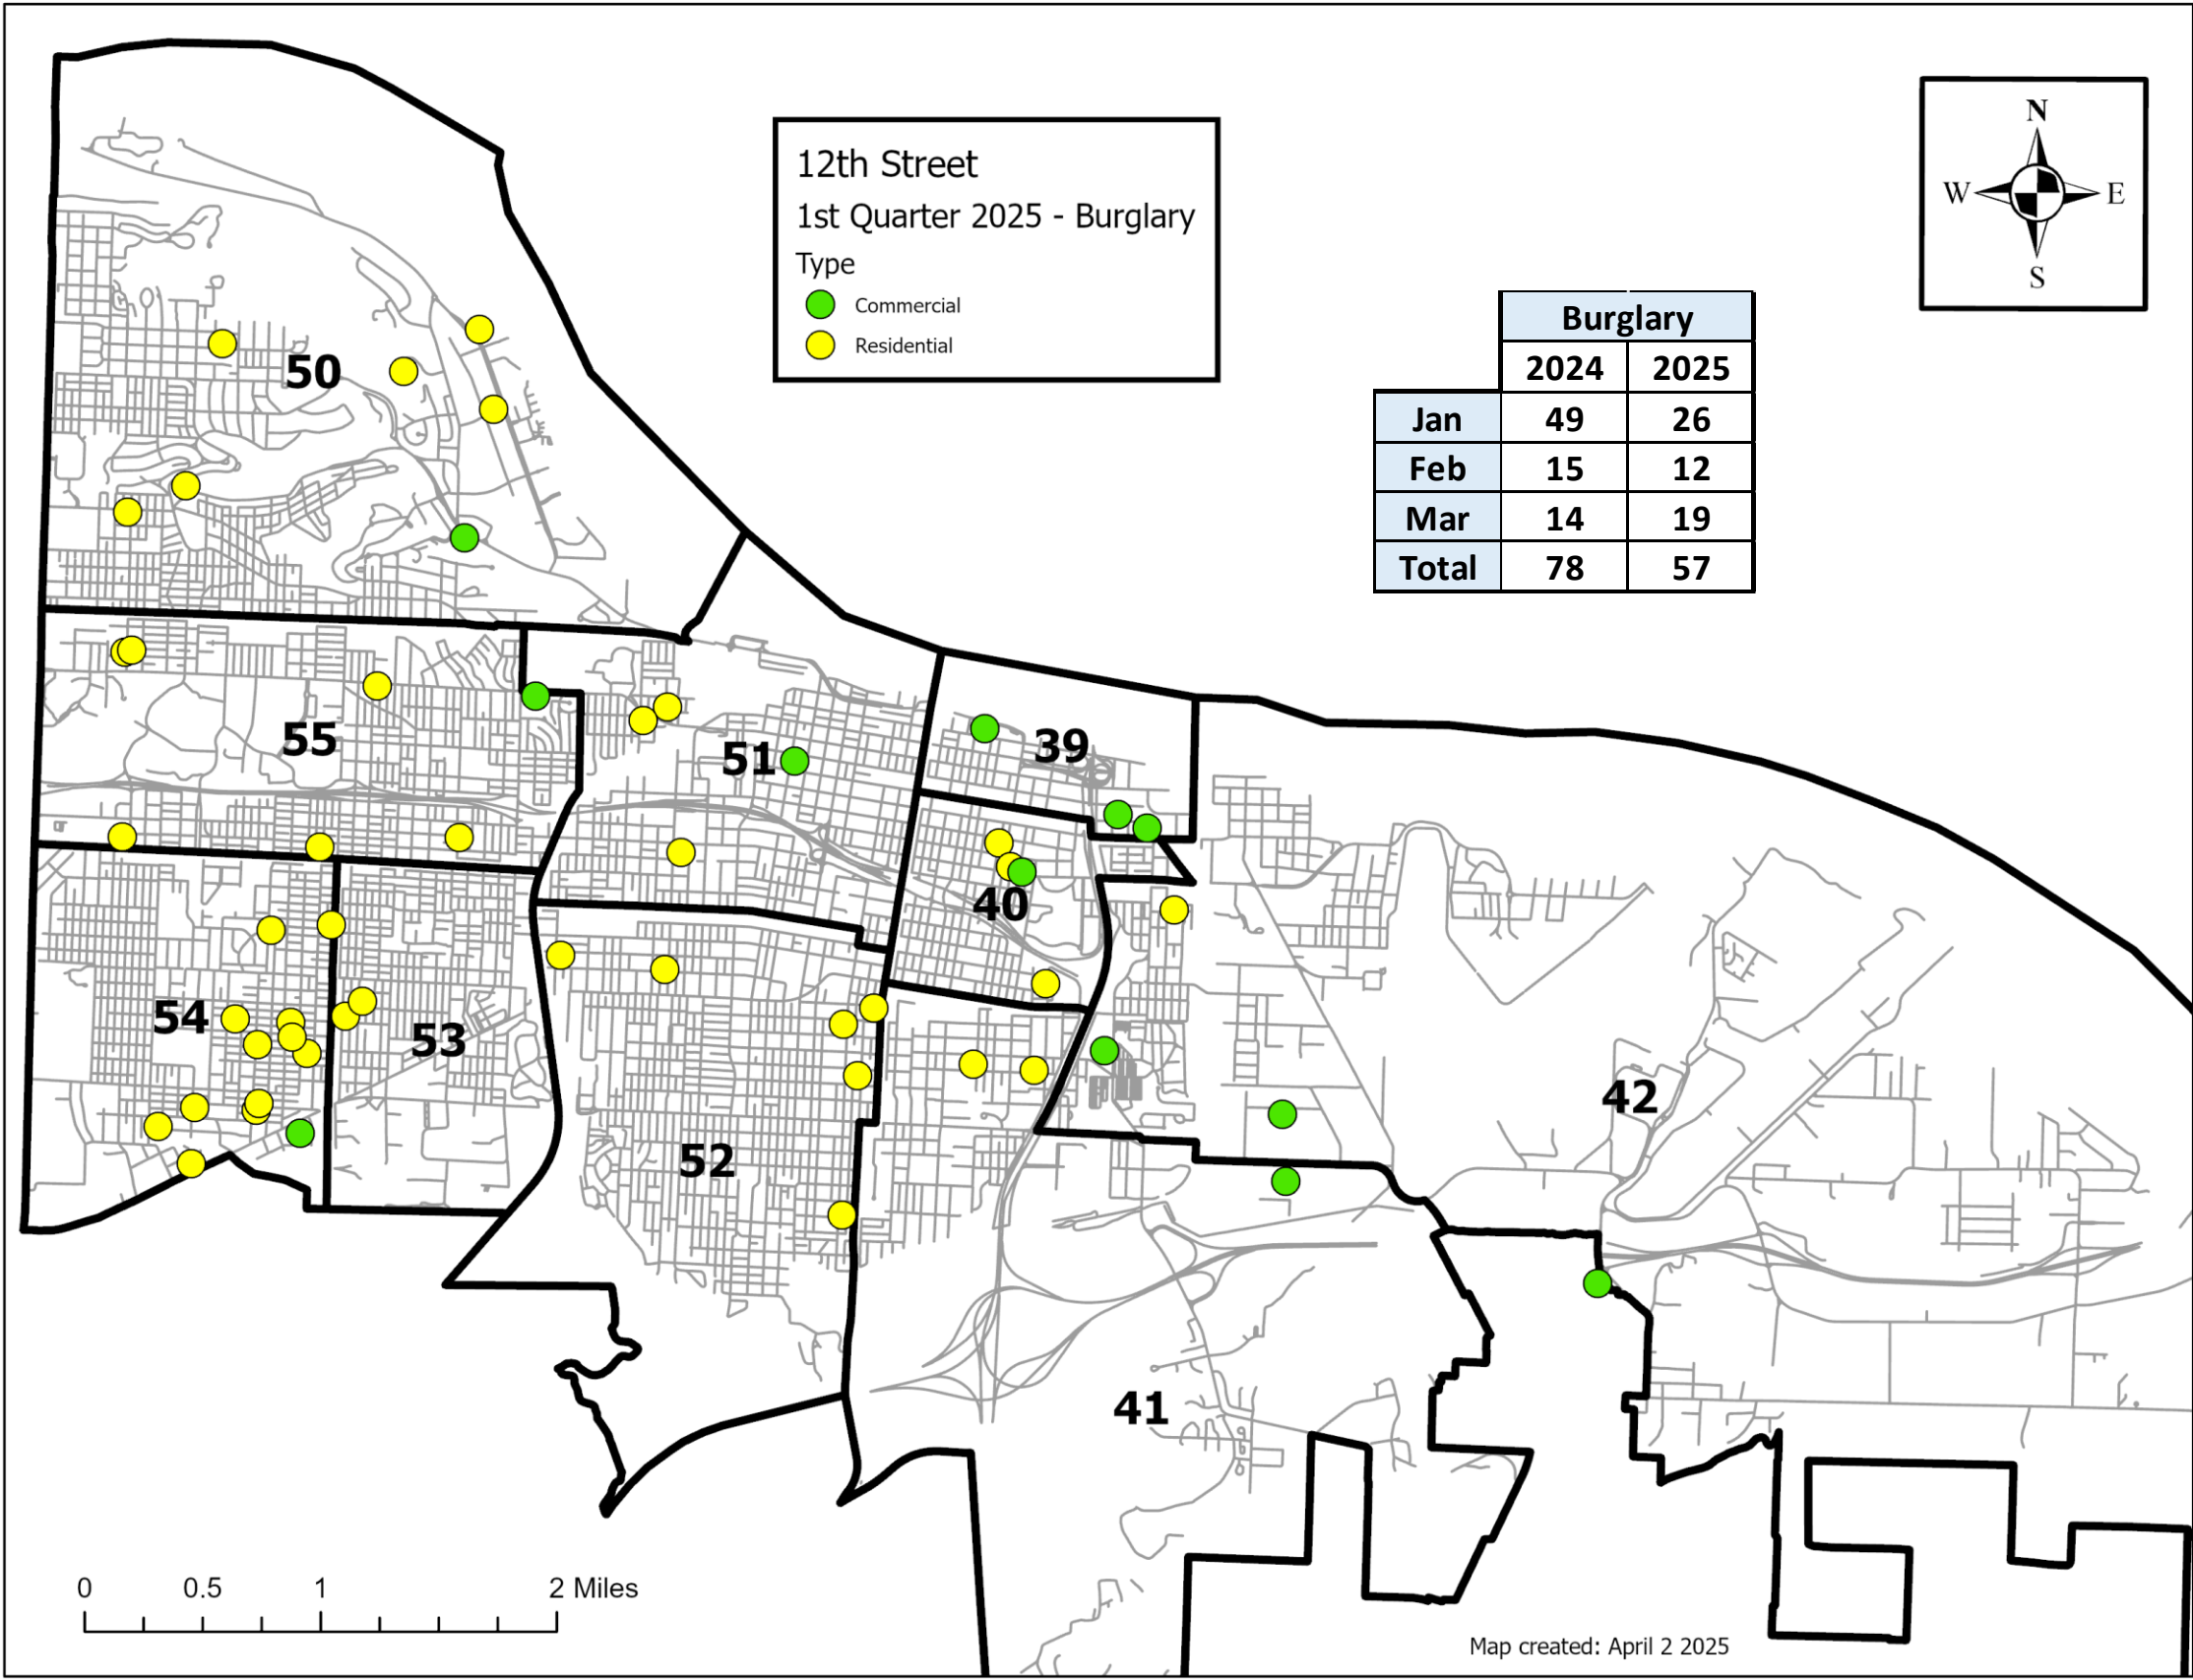 N
W E
S
12th Street
1st Quarter 2025 - Burglary
Type
Commercial
Residential
Burglary
2024 2025
Jan 49 26
Feb 15 12
Mar 14 19
Total 78 57
50
55
51
39
40
54
53
52
42
41
0 0.5 1 2 Miles
Map created: April 2 2025